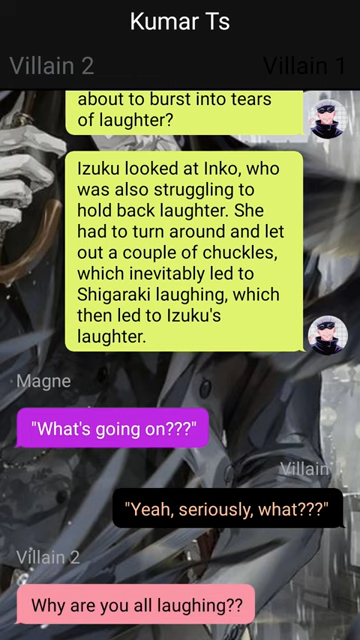 Kumar Ts
Villain 2 Villain 1
about to burst into tears
of laughter?
Izuku looked at Inko, who
was also struggling to
hold back laughter. She
had to turn around and let
out a couple of chuckles,
which inevitably led to
Shigaraki laughing, which
then led to Izuku's
laughter.
Magne
"What's going on???"
Villain
"Yeah, seriously, what???"
Villain 2
Why are you all laughing??